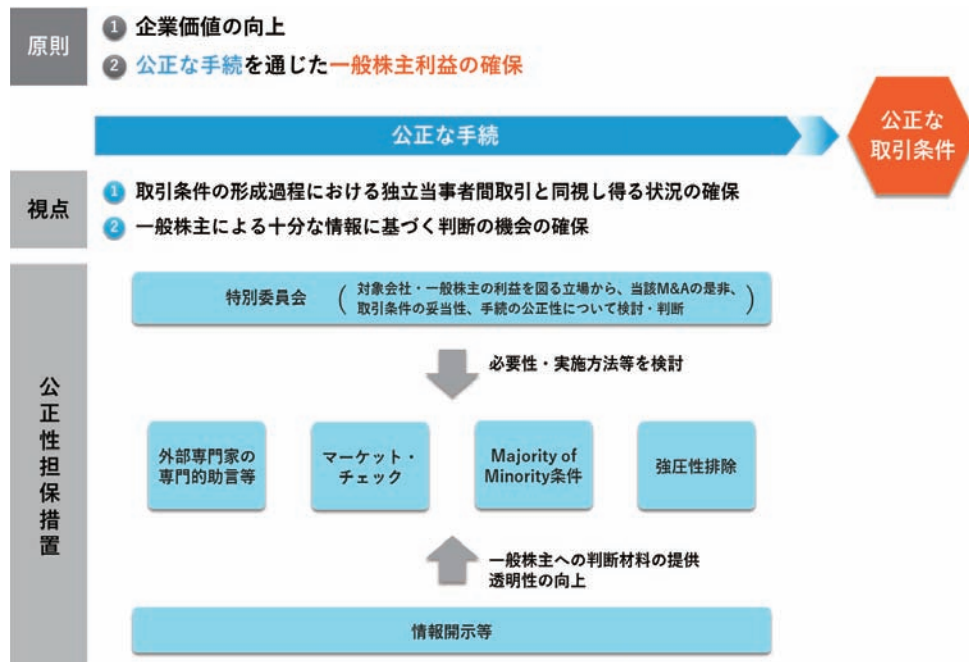 原則
1 企業価値の向上
2 公正な手続を通じた一般株主利益の確保
公正な手続
公正な
取引条件
視点
1 取引条件の形成過程における独立当事者間取引と同視し得る状況の確保
2 一般株主による十分な情報に基づく判断の機会の確保
公正性担保措置
特別委員会
(対象会社・一般株主の利益を図る立場から、当該M&Aの是非、
取引条件の妥当性、手続の公正性について検討・判断)
必要性・実施方法等を検討
外部専門家の
専門的助言等
マーケット・
チェック
Majority of
Minority条件
強圧性排除
一般株主への判断材料の提供
透明性の向上
情報開示等